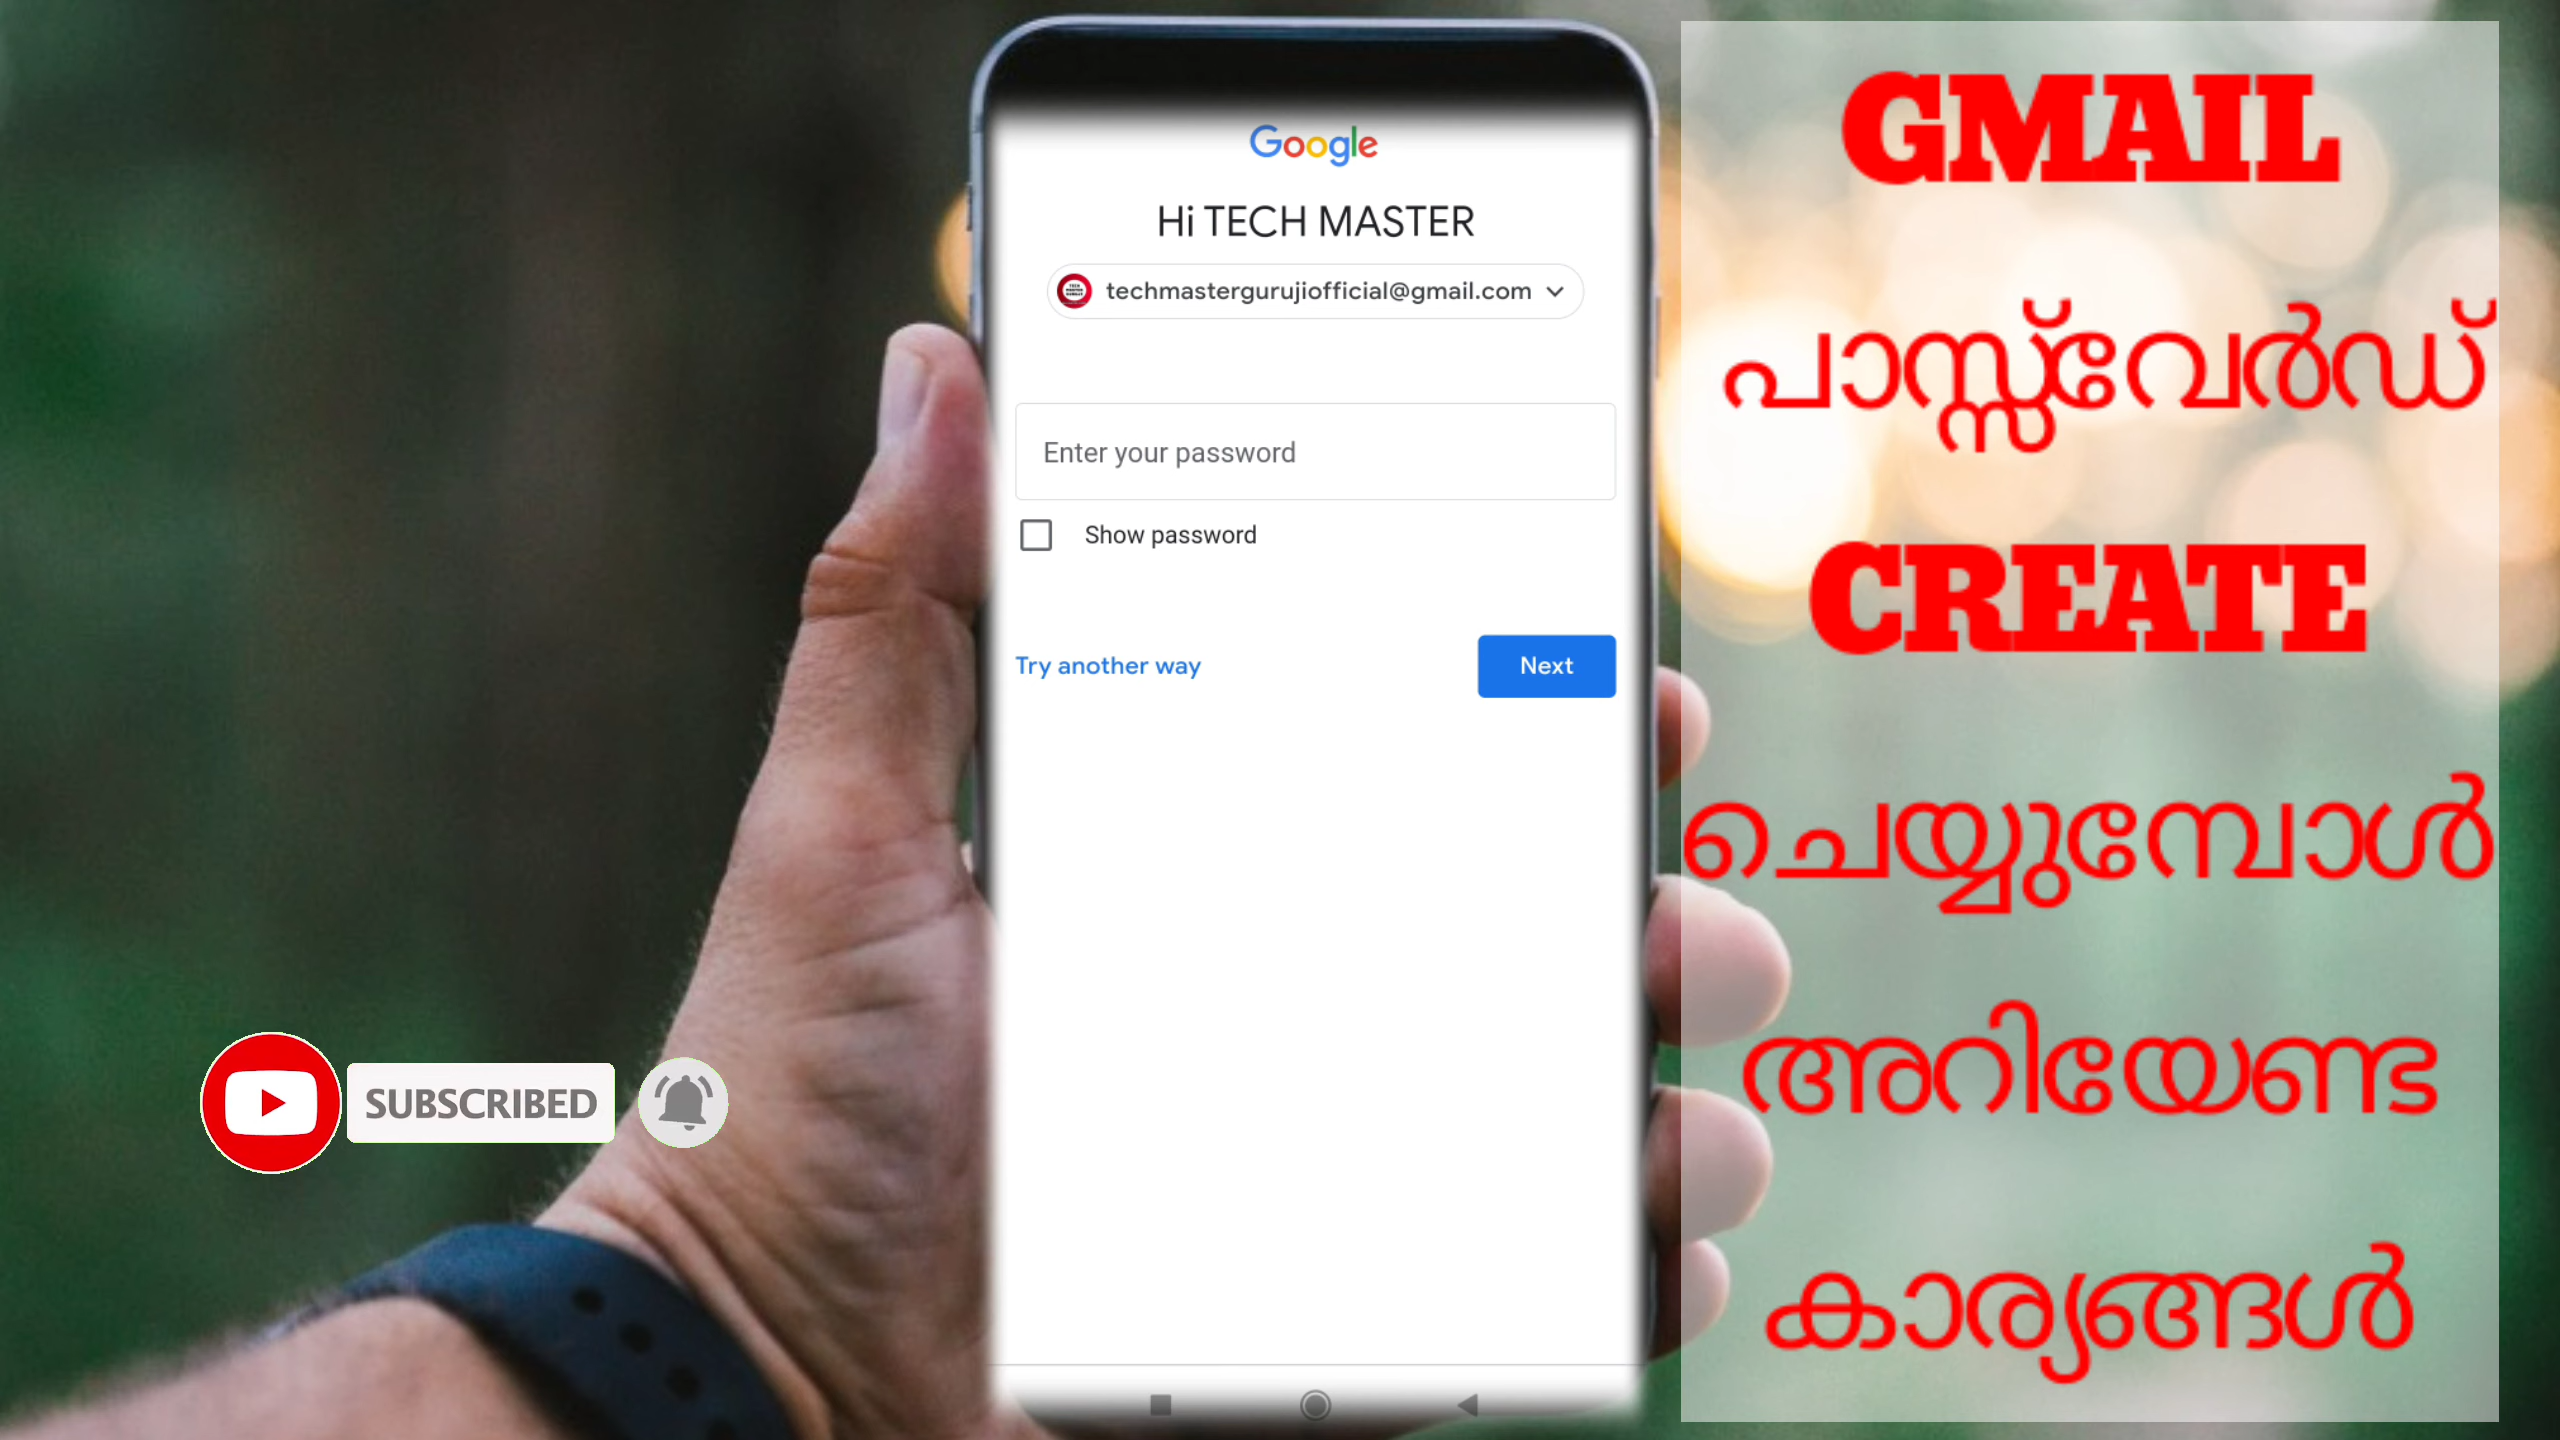 Google
Hi TECH MASTER
techmastergurujiofficial@gmail.com
Enter your password
Show password
Try another way
Next
SUBSCRIBED
GMAIL
പാസ്സ്‌വേർഡ്
CREATE
ചെയ്യുമ്പോൾ
അറിയേണ്ട
കാര്യങ്ങൾ